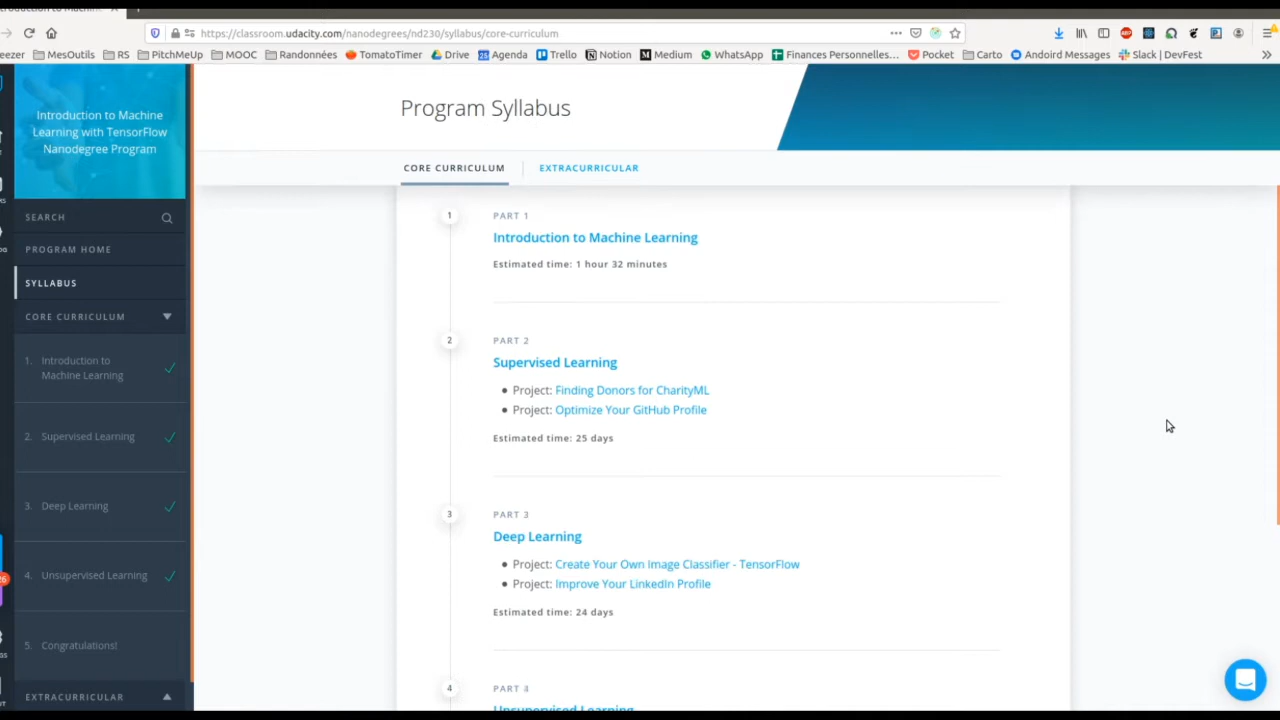 https://classroom.udacity.com/nanodegrees/nd230/syllabus/core-curriculum
MesOutils RS PitchMeUp MOOC Randonnées TomatoTimer Drive Agenda Trello Notion Medium WhatsApp Finances Personnelles… Pocket Carto Andoird Messages Slack | DevFest
Introduction to Machine
Learning with TensorFlow
Nanodegree Program
SEARCH
PROGRAM HOME
SYLLABUS
CORE CURRICULUM
1. Introduction to
Machine Learning
2. Supervised Learning
3. Deep Learning
4. Unsupervised Learning
5. Congratulations!
EXTRACURRICULAR
Program Syllabus
CORE CURRICULUM
EXTRACURRICULAR
1
PART 1
Introduction to Machine Learning
Estimated time: 1 hour 32 minutes
2
PART 2
Supervised Learning
Project: Finding Donors for CharityML
Project: Optimize Your GitHub Profile
Estimated time: 25 days
3
PART 3
Deep Learning
Project: Create Your Own Image Classifier - TensorFlow
Project: Improve Your LinkedIn Profile
Estimated time: 24 days
4
PART 4
Unsupervised Learning